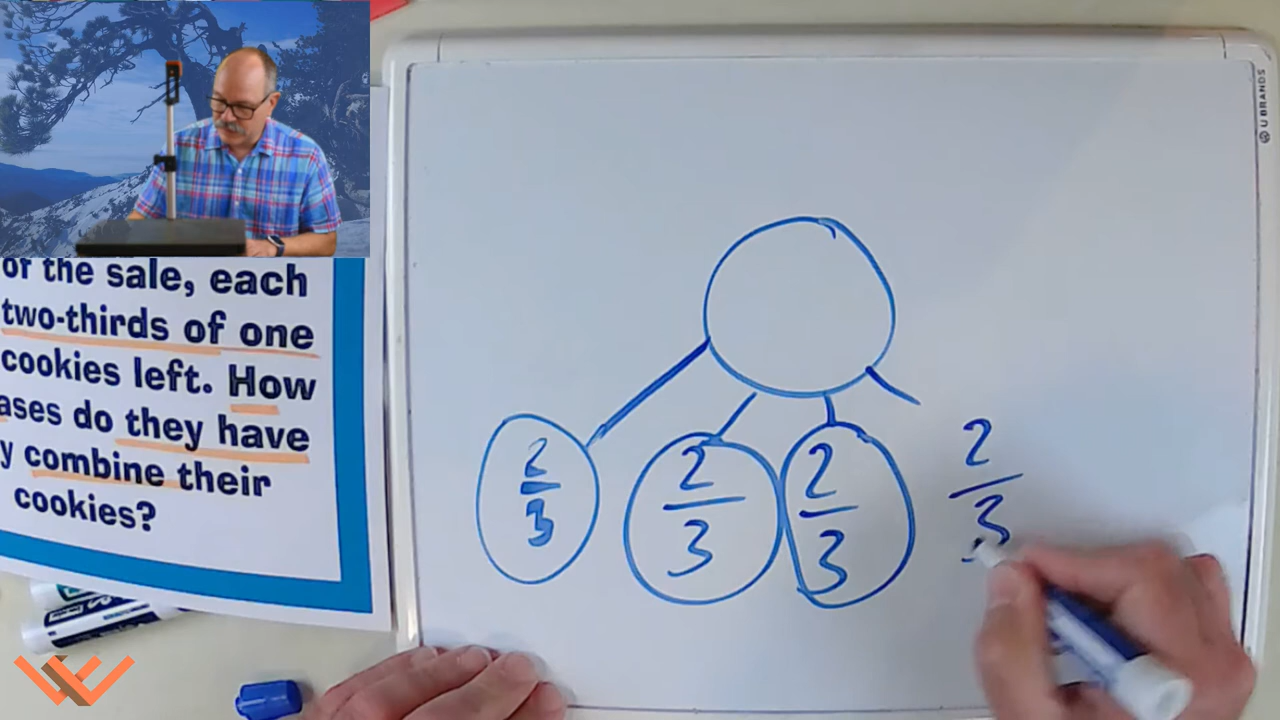 of the sale, each
two-thirds of one
cookies left. How
ases do they have
y combine their
cookies?
2/3 2/3 2/3 2/3
U BRANDS